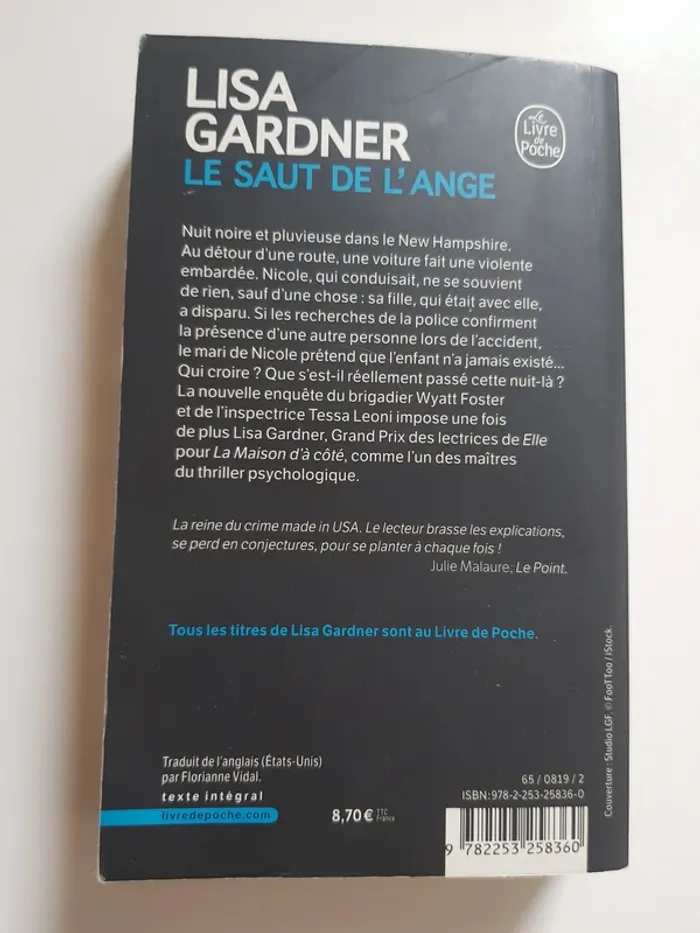 LISA
GARDNER
LE SAUT DE L'ANGE
Le
Livre
de
Poche
Nuit noire et pluvieuse dans le New Hampshire.
Au détour d'une route, une voiture fait une violente
embardée. Nicole, qui conduisait, ne se souvient
de rien, sauf d'une chose : sa fille, qui était avec elle,
a disparu. Si les recherches de la police confirment
la présence d'une autre personne lors de l'accident,
le mari de Nicole prétend que l'enfant n'a jamais existé...
Qui croire ? Que s'est-il réellement passé cette nuit-là ?
La nouvelle enquête du brigadier Wyatt Foster
et de l'inspectrice Tessa Leoni impose une fois
de plus Lisa Gardner, Grand Prix des lectrices de Elle
pour La Maison d'à côté, comme l'un des maîtres
du thriller psychologique.
La reine du crime made in USA. Le lecteur brasse les explications,
se perd en conjectures, pour se planter à chaque fois !
Julie Malaure, Le Point.
Tous les titres de Lisa Gardner sont au Livre de Poche.
Traduit de l'anglais (États-Unis)
par Florianne Vidal.
texte intégral
livredepoche.com
8,70 € TTC
France
65 / 0819 / 2
ISBN: 978-2-253-25836-0
9 782253 258360
Couverture : Studio LGF. © FooTToo / iStock.